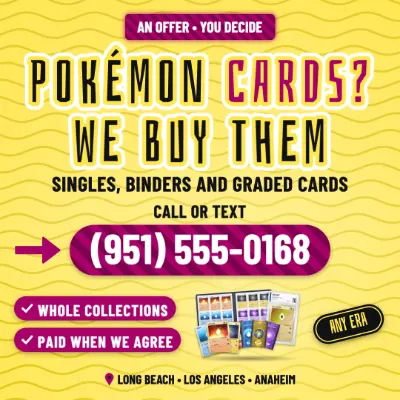 AN OFFER • YOU DECIDE
POKÉMON CARDS?
WE BUY THEM
SINGLES, BINDERS AND GRADED CARDS
CALL OR TEXT
(951) 555-0168
WHOLE COLLECTIONS
PAID WHEN WE AGREE
ANY ERA
LONG BEACH • LOS ANGELES • ANAHEIM